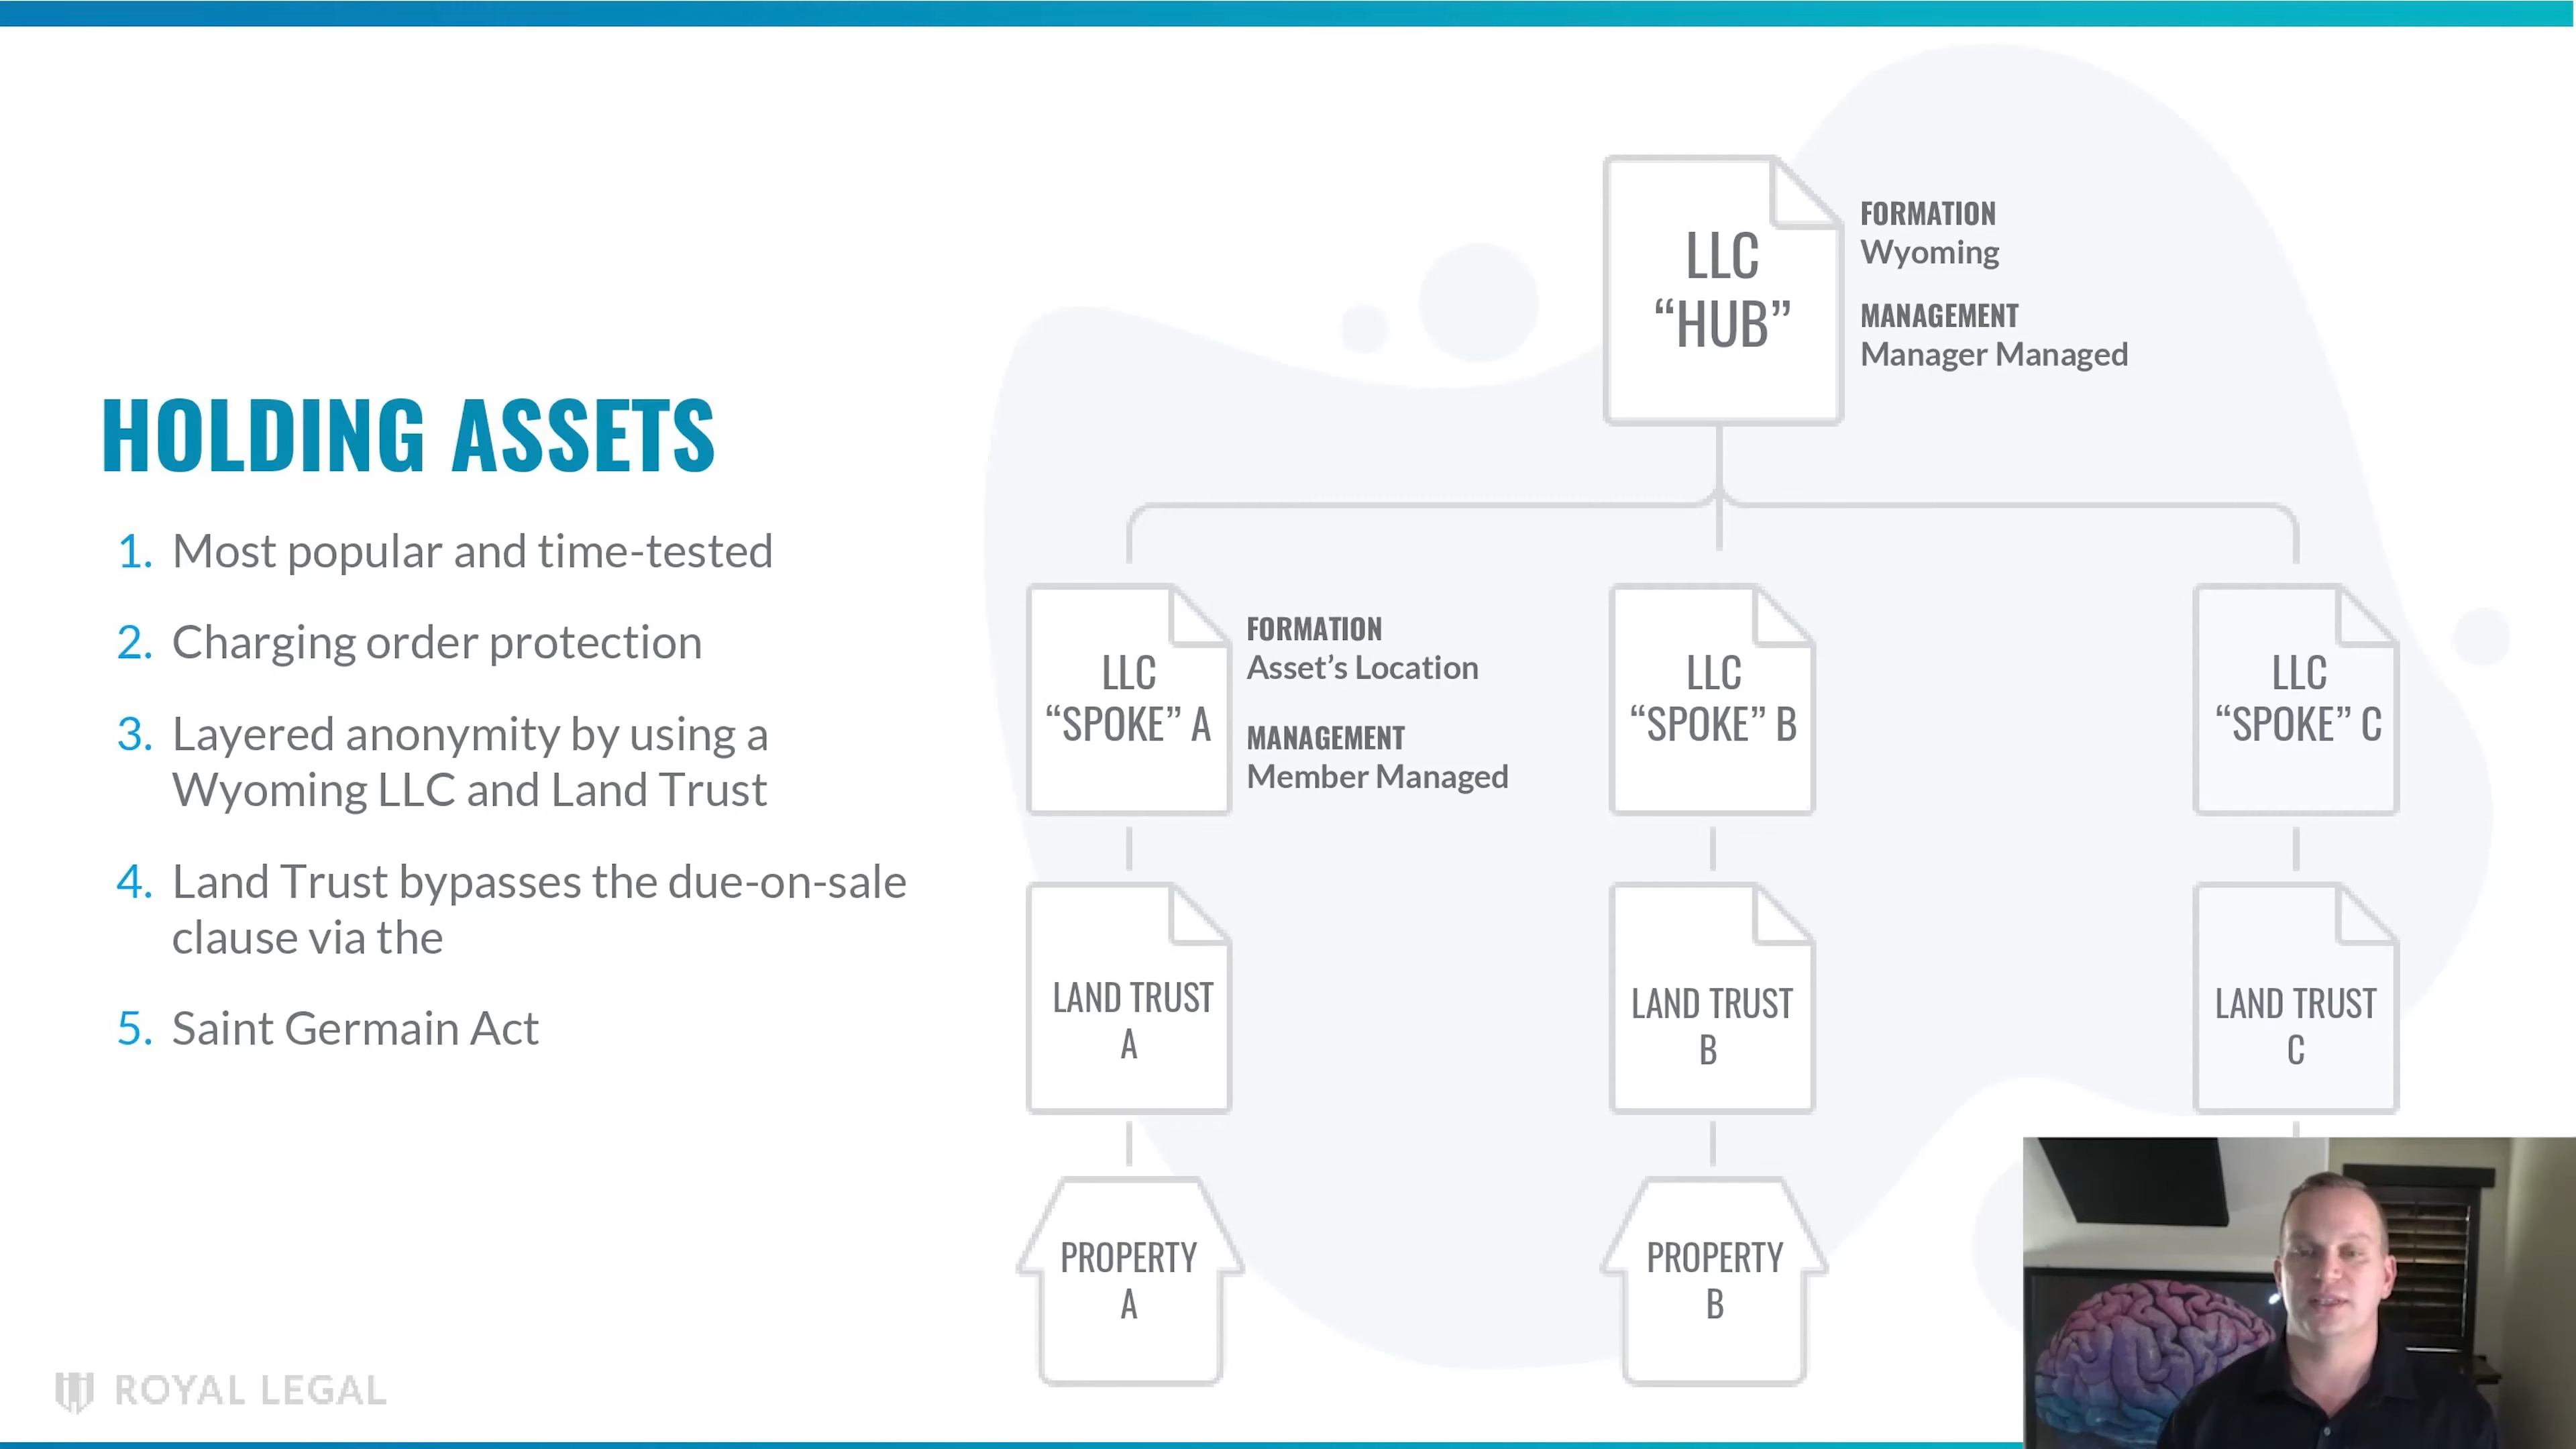 HOLDING ASSETS
1. Most popular and time-tested
2. Charging order protection
3. Layered anonymity by using a
Wyoming LLC and Land Trust
4. Land Trust bypasses the due-on-sale
clause via the
5. Saint Germain Act
LLC
“HUB”
FORMATION
Wyoming
MANAGEMENT
Manager Managed
LLC
“SPOKE” A
FORMATION
Asset’s Location
MANAGEMENT
Member Managed
LLC
“SPOKE” B
LLC
“SPOKE” C
LAND TRUST
A
LAND TRUST
B
LAND TRUST
C
PROPERTY
A
PROPERTY
B
ROYAL LEGAL